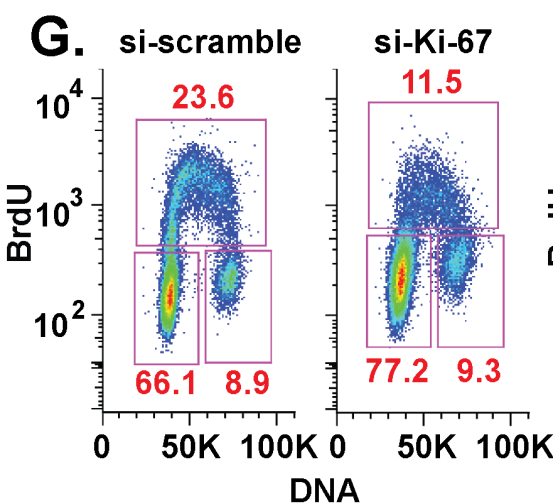 G. si-scramble si-Ki-67
23.6 11.5
10^4
10^3
10^2
BrdU
66.1 8.9 77.2 9.3
0 50K 100K 0 50K 100K
DNA